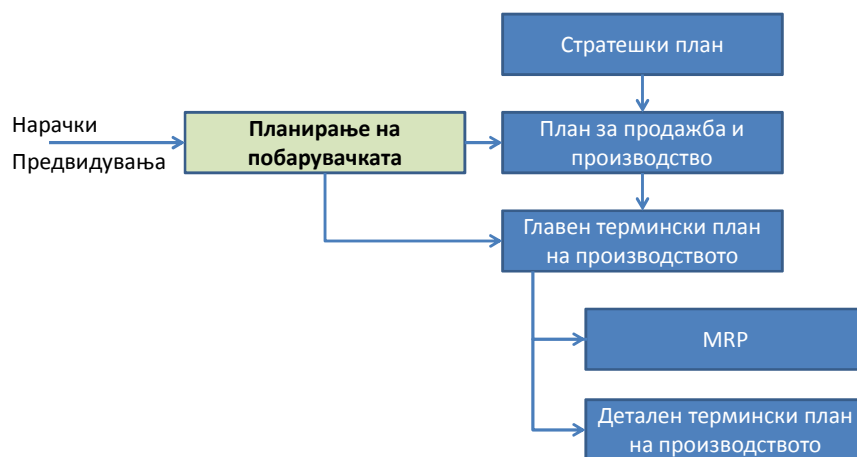 Стратешки план
Нарачки
Предвидувања
Планирање на
побарувачката
План за продажба и
производство
Главен термински план
на производството
MRP
Детален термински план
на производството